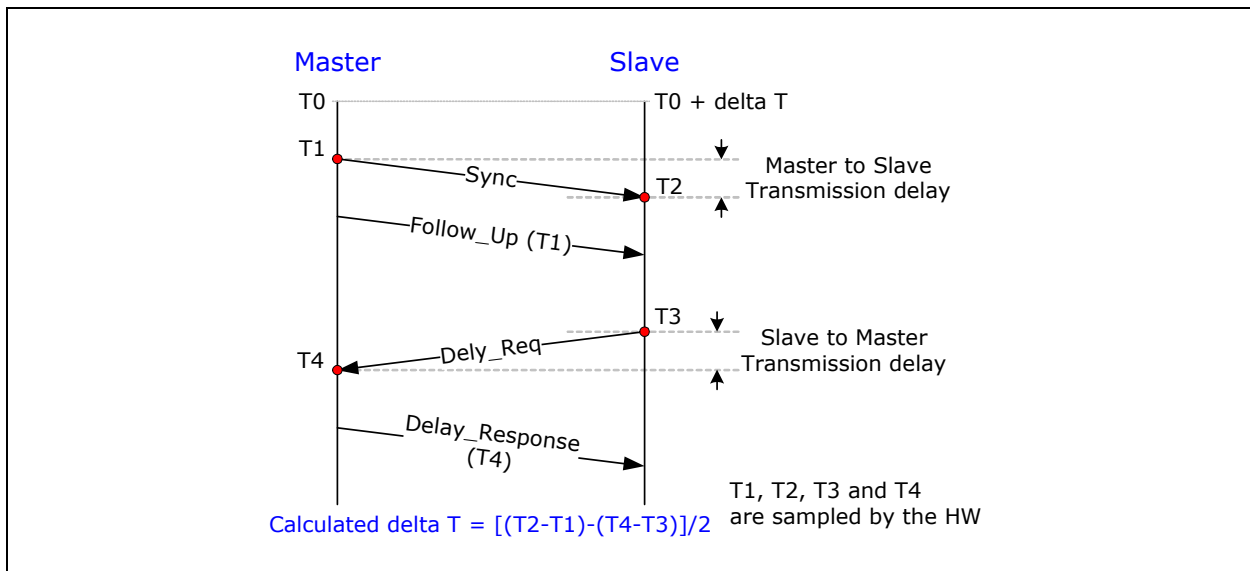 Master
Slave
T0
T0 + delta T
T1
Sync
T2
Master to Slave
Transmission delay
Follow_Up (T1)
T3
Dely_Req
T4
Slave to Master
Transmission delay
Delay_Response
(T4)
T1, T2, T3 and T4
are sampled by the HW
Calculated delta T = [(T2-T1)-(T4-T3)]/2